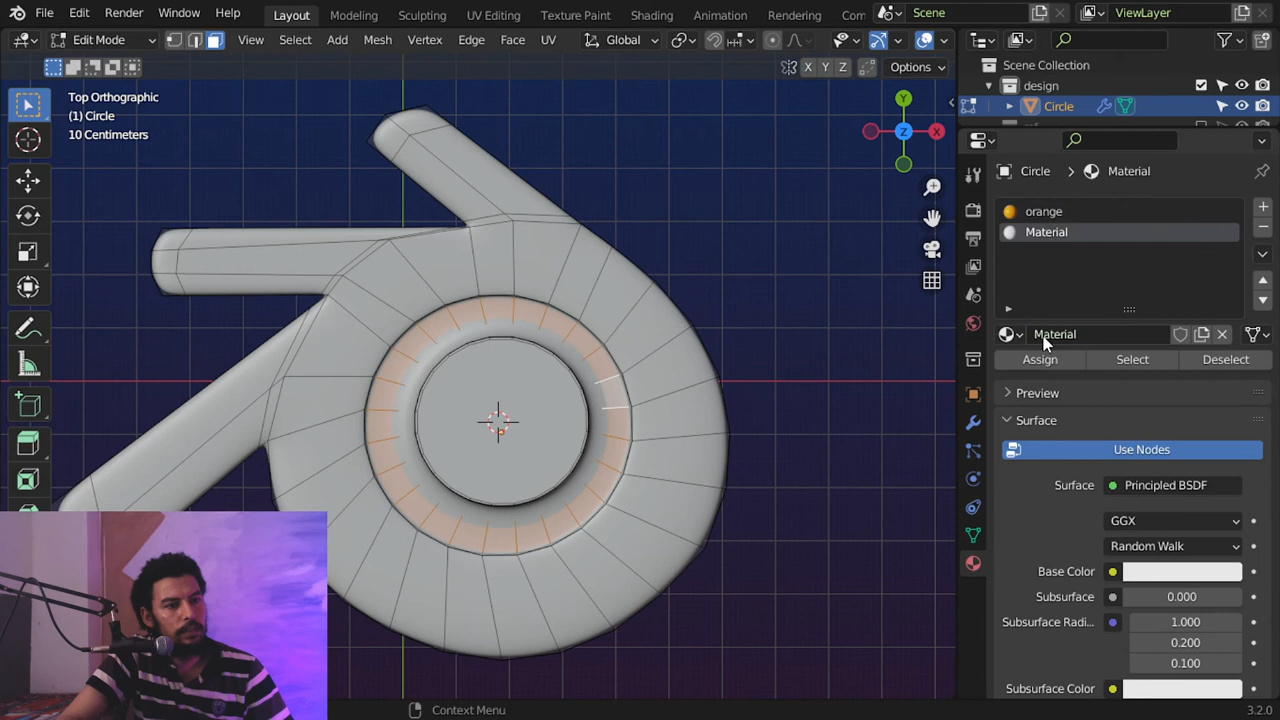 File Edit Render Window Help Layout Modeling Sculpting UV Editing Texture Paint Shading Animation Rendering Com Scene ViewLayer
Edit Mode View Select Add Mesh Vertex Edge Face UV Global
Scene Collection
X Y Z Options
design
Top Orthographic
(1) Circle
10 Centimeters
Circle
Y
Z
X
Circle Material
orange
Material
Material
Assign Select Deselect
Preview
Surface
Use Nodes
Surface Principled BSDF
GGX
Random Walk
Base Color
Subsurface 0.000
Subsurface Radi... 1.000
0.200
0.100
Subsurface Color
Context Menu 3.2.0